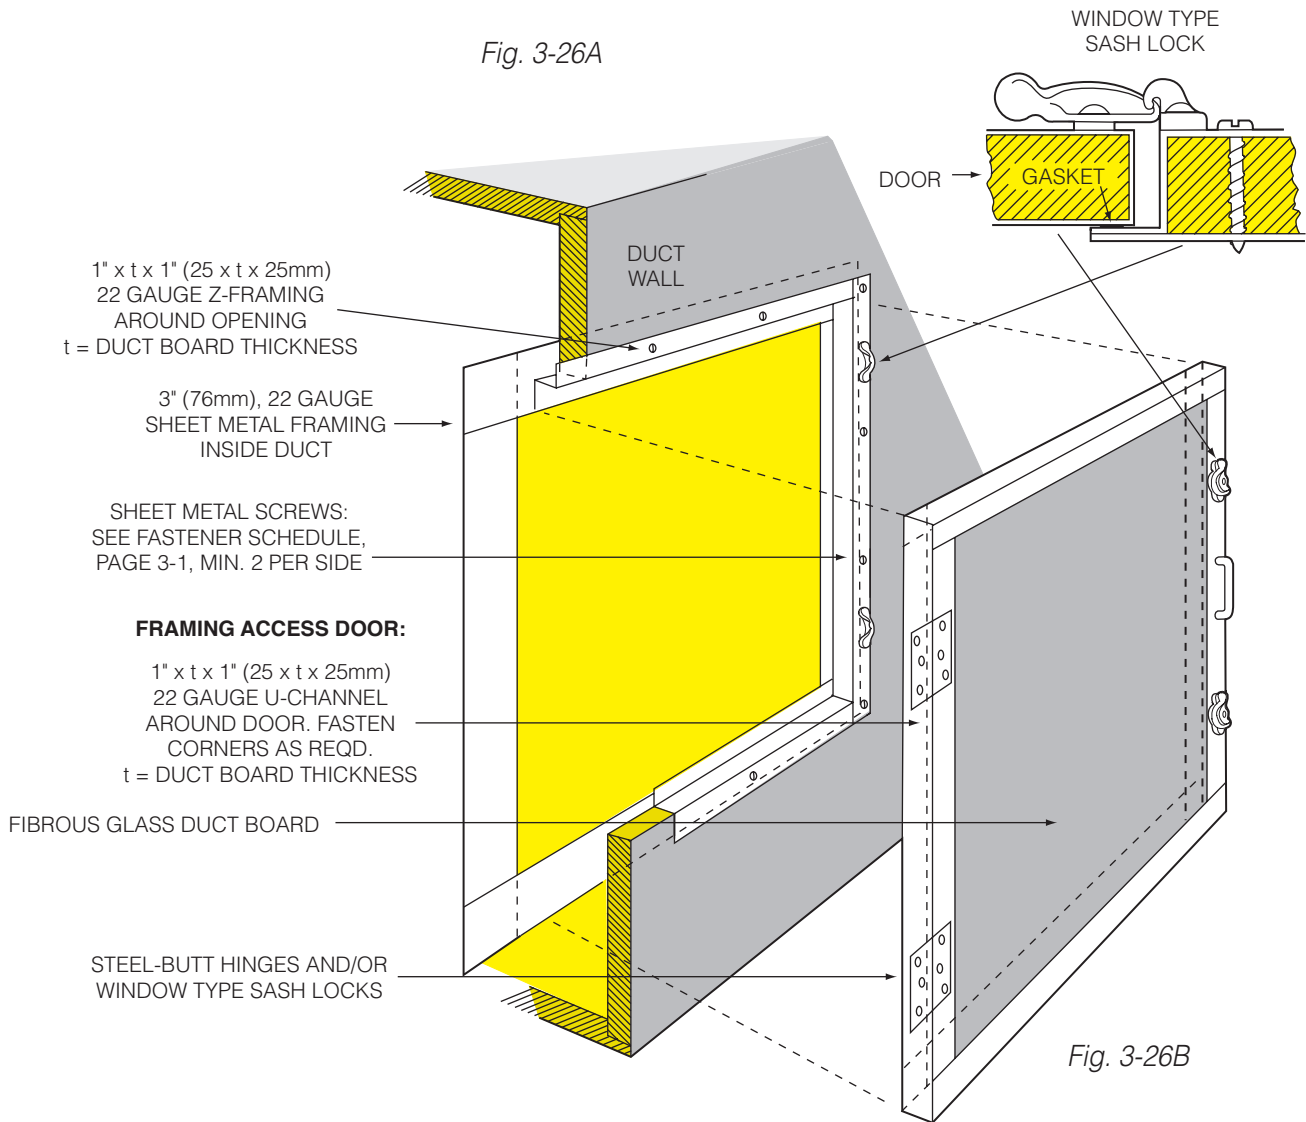 Fig. 3-26A
WINDOW TYPE
SASH LOCK
DOOR
GASKET
DUCT
WALL
1" x t x 1" (25 x t x 25mm)
22 GAUGE Z-FRAMING
AROUND OPENING
t = DUCT BOARD THICKNESS
3" (76mm), 22 GAUGE
SHEET METAL FRAMING
INSIDE DUCT
SHEET METAL SCREWS:
SEE FASTENER SCHEDULE,
PAGE 3-1, MIN. 2 PER SIDE
FRAMING ACCESS DOOR:
1" x t x 1" (25 x t x 25mm)
22 GAUGE U-CHANNEL
AROUND DOOR. FASTEN
CORNERS AS REQD.
t = DUCT BOARD THICKNESS
FIBROUS GLASS DUCT BOARD
STEEL-BUTT HINGES AND/OR
WINDOW TYPE SASH LOCKS
Fig. 3-26B